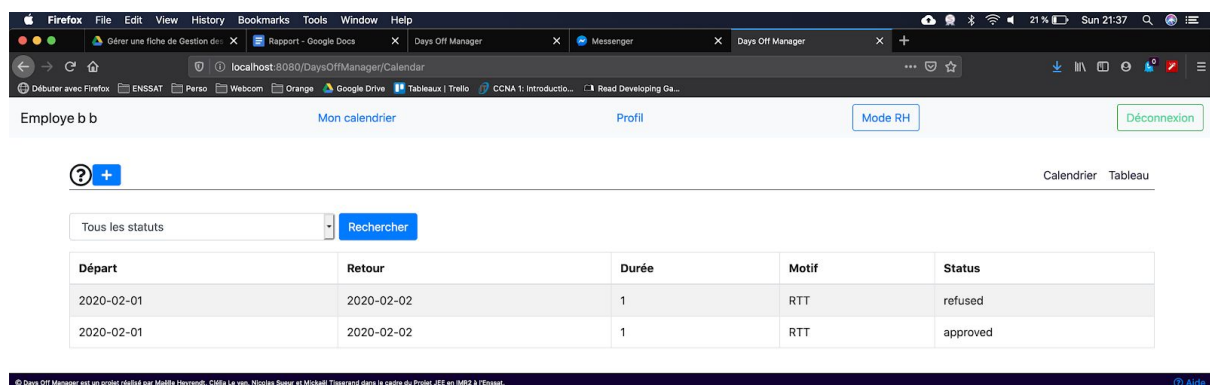 Firefox File Edit View History Bookmarks Tools Window Help 21 % Sun 21:37
Gérer une fiche de Gestion des Rapport - Google Docs Days Off Manager Messenger Days Off Manager
localhost:8080/DaysOffManager/Calendar
Débuter avec Firefox ENSSAT Perso Webcom Orange Google Drive Tableaux | Trello CCNA 1: Introductio... Read Developing Ga...
Employe b b Mon calendrier Profil Mode RH Déconnexion
? + Calendrier Tableau
Tous les statuts Rechercher
Départ Retour Durée Motif Status
2020-02-01 2020-02-02 1 RTT refused
2020-02-01 2020-02-02 1 RTT approved
© Days Off Manager est un projet réalisé par Maëlle Heyrendt, Clélia Le van, Nicolas Sueur et Mickaël Tisserand dans le cadre du Projet JEE en IMR2 à l'Enssat. Aide